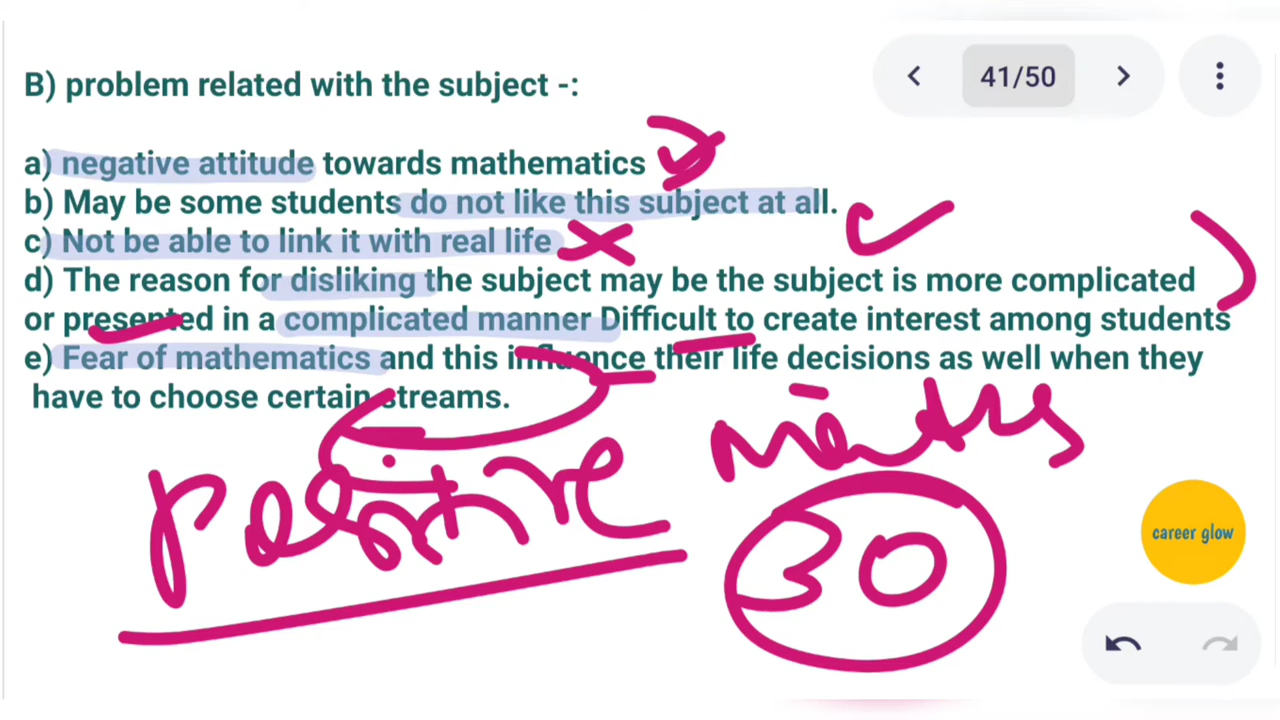 41/50
B) problem related with the subject -:
a) negative attitude towards mathematics
b) May be some students do not like this subject at all.
c) Not be able to link it with real life
d) The reason for disliking the subject may be the subject is more complicated
or presented in a complicated manner Difficult to create interest among students
e) Fear of mathematics and this influence their life decisions as well when they
have to choose certain streams.
maths
positive
30
career glow